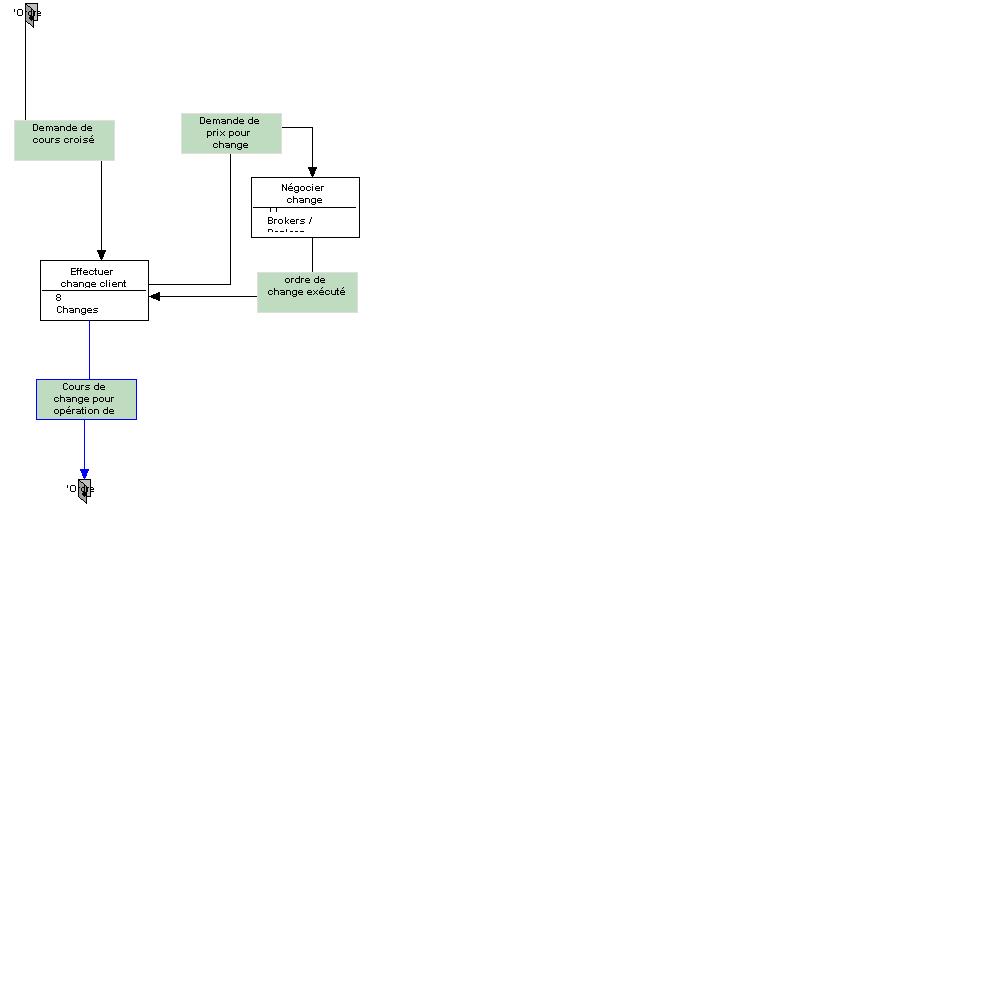 'Ordre
Demande de
cours croisé
Demande de
prix pour
change
Négocier
change
Brokers /
ordre de
change exécuté
Effectuer
change client
8
Changes
Cours de
change pour
opération de
'Ordre